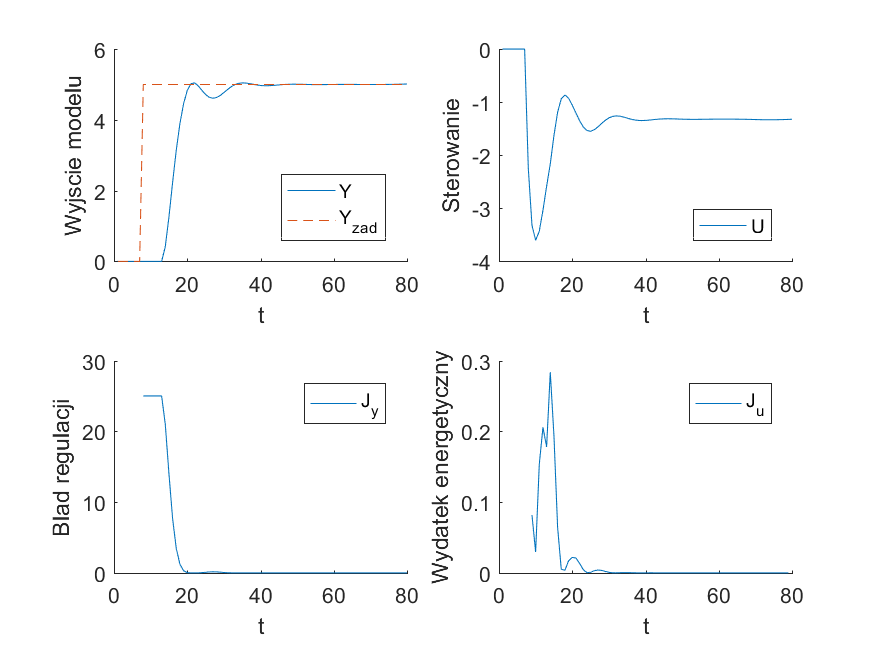 Wyjscie modelu
6
4
2
0
0 20 40 60 80
t
Y
Y_zad
Sterowanie
0
-1
-2
-3
-4
0 20 40 60 80
t
U
Blad regulacji
30
20
10
0
0 20 40 60 80
t
J_y
Wydatek energetyczny
0.3
0.2
0.1
0
0 20 40 60 80
t
J_u